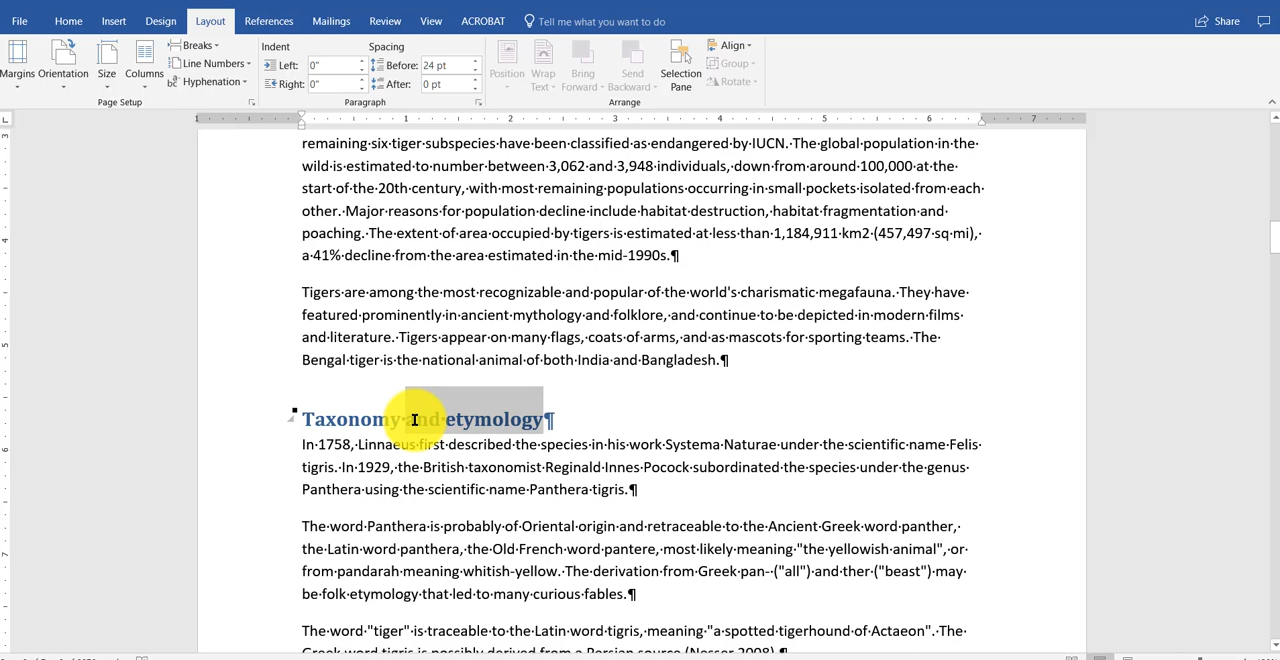 File Home Insert Design Layout References Mailings Review View ACROBAT Tell me what you want to do Share
Margins Orientation Size Columns Breaks Line Numbers Hyphenation
Page Setup
Indent Spacing
Left: 0" Before: 24 pt
Right: 0" After: 0 pt
Paragraph
Position Wrap Text Bring Forward Send Backward Selection Pane Align Group Rotate
Arrange
1 1 2 3 4 5 6 7
3
4
5
6
7
remaining six tiger subspecies have been classified as endangered by IUCN. The global population in the
wild is estimated to number between 3,062 and 3,948 individuals, down from around 100,000 at the
start of the 20th century, with most remaining populations occurring in small pockets isolated from each
other. Major reasons for population decline include habitat destruction, habitat fragmentation and
poaching. The extent of area occupied by tigers is estimated at less than 1,184,911 km2 (457,497 sq mi),
a 41% decline from the area estimated in the mid-1990s.¶
Tigers are among the most recognizable and popular of the world's charismatic megafauna. They have
featured prominently in ancient mythology and folklore, and continue to be depicted in modern films
and literature. Tigers appear on many flags, coats of arms, and as mascots for sporting teams. The
Bengal tiger is the national animal of both India and Bangladesh.¶
Taxonomy and etymology¶
In 1758, Linnaeus first described the species in his work Systema Naturae under the scientific name Felis
tigris. In 1929, the British taxonomist Reginald Innes Pocock subordinated the species under the genus
Panthera using the scientific name Panthera tigris.¶
The word Panthera is probably of Oriental origin and retraceable to the Ancient Greek word panther,
the Latin word panthera, the Old French word pantere, most likely meaning "the yellowish animal", or
from pandarah meaning whitish-yellow. The derivation from Greek pan- ("all") and ther ("beast") may
be folk etymology that led to many curious fables.¶
The word "tiger" is traceable to the Latin word tigris, meaning "a spotted tigerhound of Actaeon". The
Greek word tigris is possibly derived from a Persian source (Nesser 2008).¶